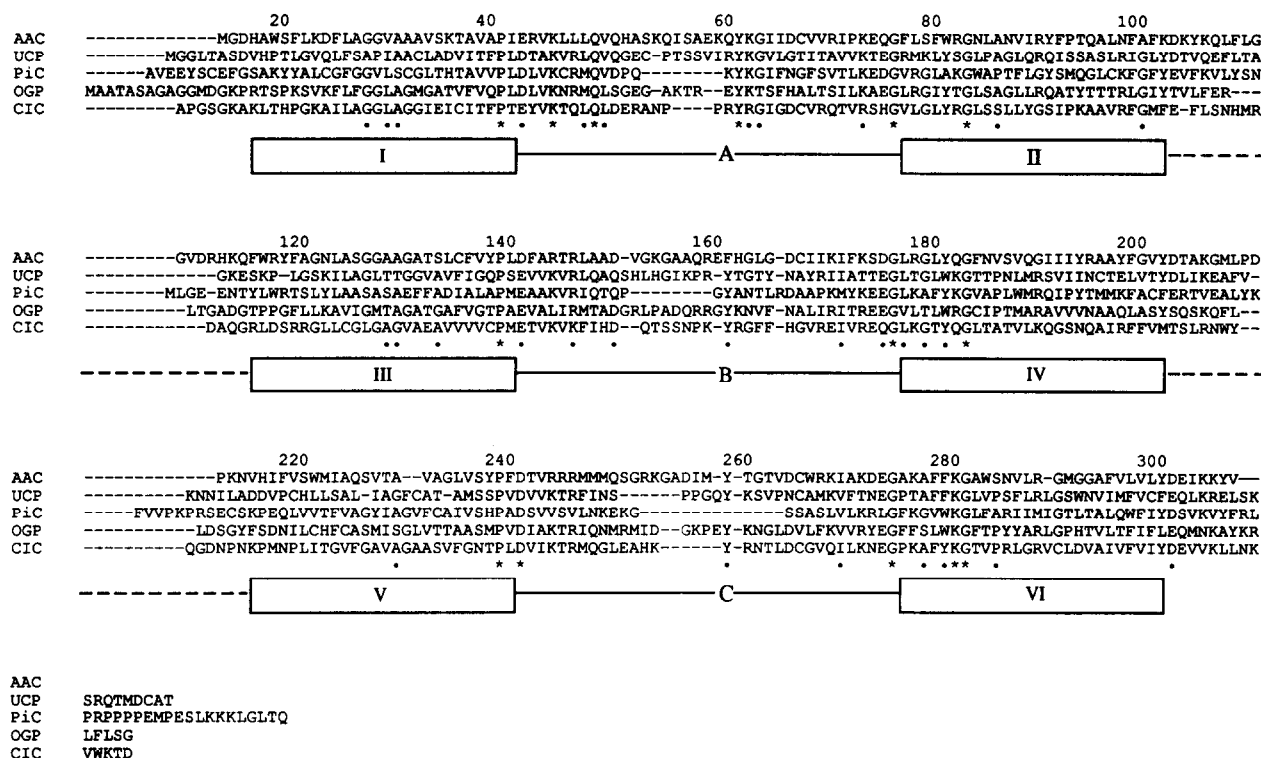 20 40 60 80 100
AAC -------------MGDHAWSFLKDFLAGGVAAAVSKTAVAPIERVKLLLQVQHASKQISAEKQYKGIIDCVVRIPKEQGFLSFWRGNLANVIRYFPTQALNFAFKDKYKQLFLG
UCP --------MGGLTASDVHPTLGVQLFSAPIAACLADVITFPLDTAKVRLQVQGEC-PTSSVIRYKGVLGTITAVVKTEGRMKLYSGLPAGLQRQISSASLRIGLYDTVQEFLTA
PiC ------AVEEYSCEFGSAKYYALCGFGGVLSCGLTHTAVVPLDLVKCRMQVDPQ------KYKGIFNGFSVTLKEDGVRGLAKGWAPTFLGYSMQGLCKFGFYEVFKVLYSN
OGP MAATASAGAGGMDGKPRTSPKSVKFLFGGLAGMGATVFVQPLDLVKNRMQLSGEG-AKTR---EYKTSFHALTSILKAEGLRGIYTGLSAGLLRQATYTTTRLGIYTVLFER----
CIC ---------APGSGKAKLTHPGKAILAGGLAGGIEICITFPTEYVKTQLQLDERANP----PRYRGIGDCVRQTVRSHGVLGLYRGLSSLLYGSIPKAAVRFGMFE-FLSNHMR
I A II
120 140 160 180 200
AAC ---------GVDRHKQFWRYFAGNLASGGAAGATSLCFVYPLDFARTRLAAD-VGKGAAQREFHGLG-DCIIKIFKSDGLRGLYQGFNVSVQGIIIYRAAYFGVYDTAKGMLPD
UCP -------------GKESKP-LGSKILAGLTTGGVAVFIGQPSEVVKVRLQAQSHLHGIKPR-YTGTY-NAYRIIATTEGLTGLWKGTTPNLMRSVIINCTELVTYDLIKEAFV-
PiC --------MLGE-ENTYLWRTSLYLAASASAEFFADIALAPMEAAKVRIQTQP-------GYANTLRDAAPKMYKEEGLKAFYKGVAPLWMRQIPYTMMKFACFERTVEALYK
OGP ----------LTGADGTPPGFLLKAVIGMTAGATGAFVGTPAEVALIRMTADGRLPADQRRGYKNVF-NALIRITREEGVLTLWRGCIPTMARAVVVNAAQLASYSQSKQFL--
CIC ------------DAQGRLDSRRGLLCGLGAGVAEAVVVVCPMETVKVKFIHD-QTSSNPK-YRGFF-HGVREIVREQGLKGTYQGLTATVLKQGSNQAIRFFVMTSLRNWY--
III B IV
220 240 260 280 300
AAC -------------PKNVHIFVSWMIAQSVTA-VAGLVSYPFDTVRRRMMMQSGRKGADIMY-TGTVDCWRKIAKDEGAKAFFKGAWSNVLR-GMGGAFVLVLYDEIKKYV--
UCP ----------KNNILADDVPCHLLSAL-IAGFCAT-AMSSPVDVVKTRFINS----PPGQY-KSVPNCAMKVFTNEGPTAFFKGLVPSFLRLGSWNVIMFVCFEQLKRELSK
PiC -----FVVPKPRSECSKPEQLVVTFVAGYIAGVFCAIVSHPADSVVSVLNKEKG------------SSASLVLKRLGFKGVWKGLFARIIMIGTLTALQWFIYDSVKVYFRL
OGP -----------LDSGYFSDNILCHFCASMISGLVTTAASMPVDIAKTRIQNMRMID--GKPEY-KNGLDVLFKVVRYEGFFSLWKGFTPYYARLGPHTVLTFIFLEQMNKAYKR
CIC ----------QGDNPNKPMNPLITGVFGAVAGAASVFGNTPLDVIKTRMQGLEAHK-----Y-RNTLDCGVQILKNEGPKAFYKGTVPRLGRVCLDVAIVFVIYDEVVKLLNK
V C VI
AAC
UCP SRQTMDCAT
PiC PRPPPPEMPESLKKKLGLTQ
OGP LFLSG
CIC VWKTD